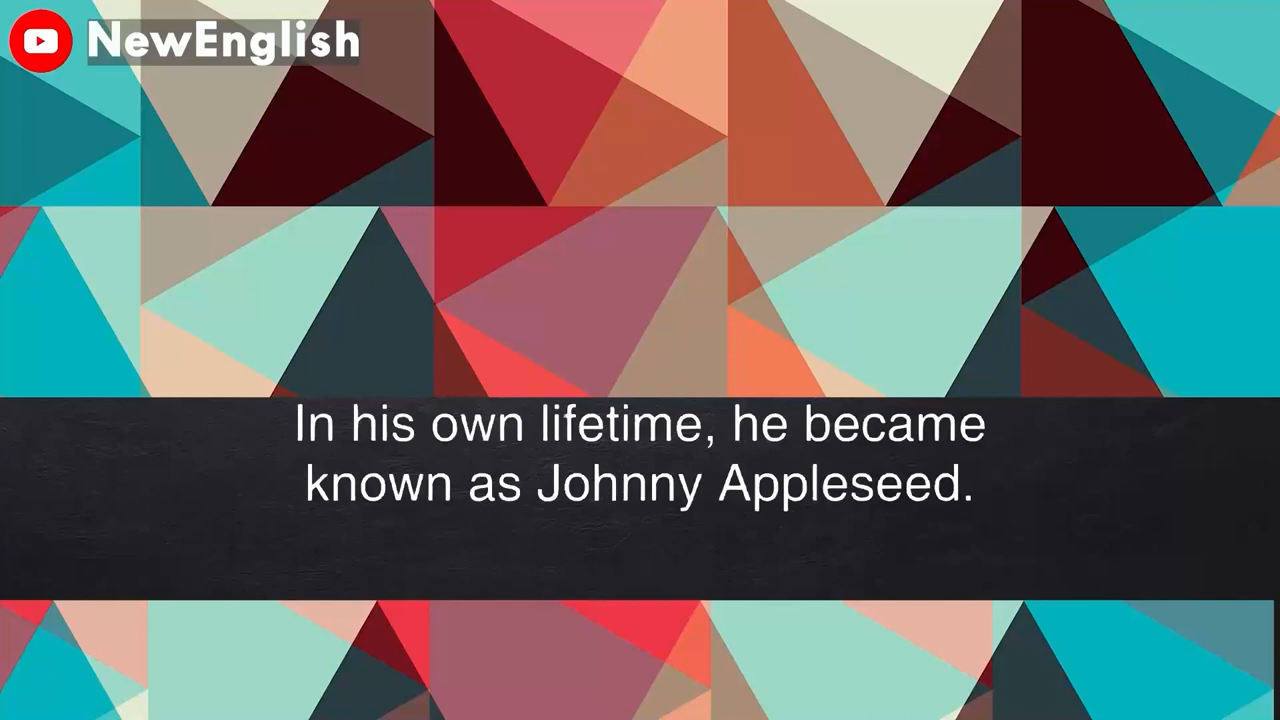 NewEnglish
In his own lifetime, he became
known as Johnny Appleseed.